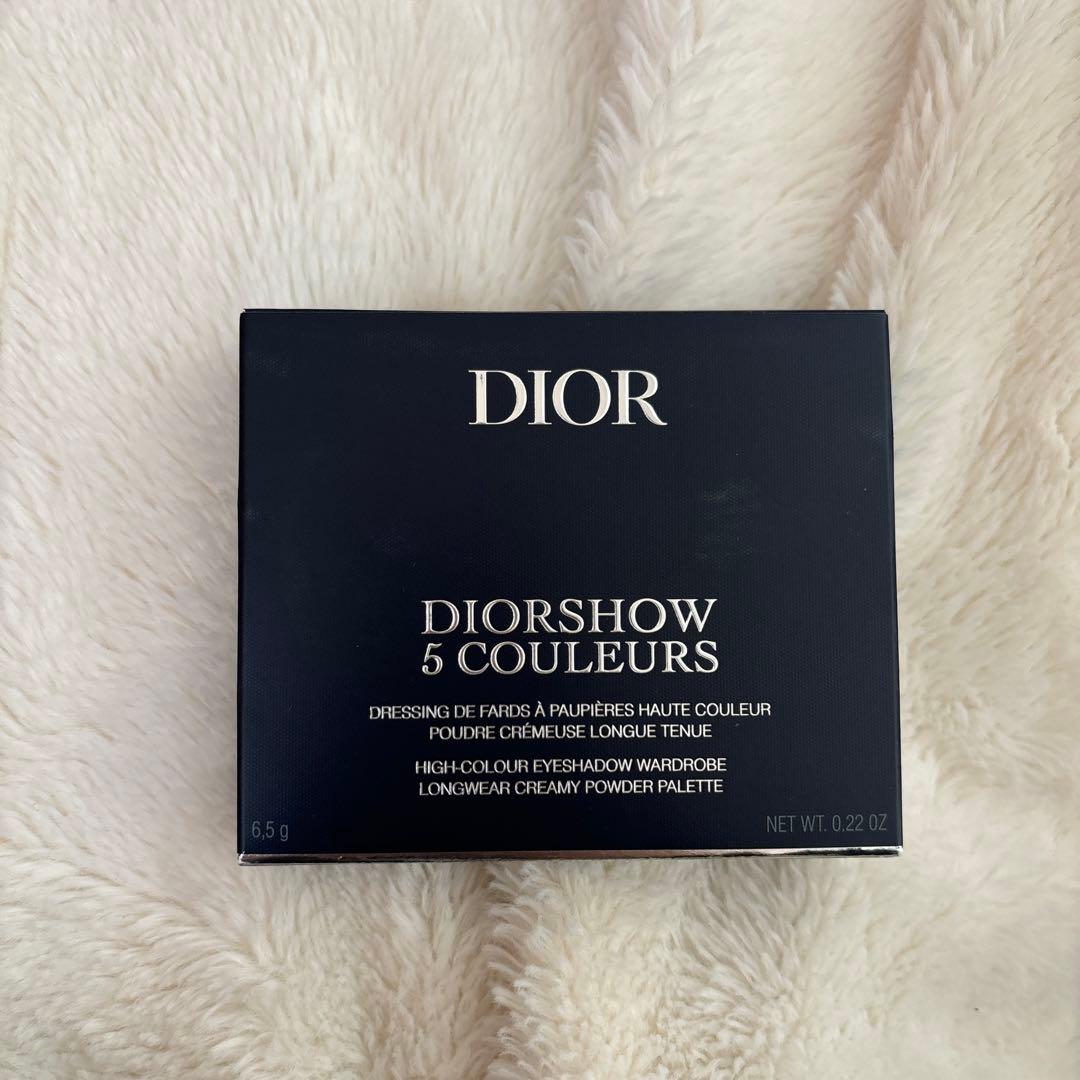 DIOR
DIORSHOW
5 COULEURS
DRESSING DE FARDS À PAUPIÈRES HAUTE COULEUR
POUDRE CRÉMEUSE LONGUE TENUE
HIGH-COLOUR EYESHADOW WARDROBE
LONGWEAR CREAMY POWDER PALETTE
6,5 g
NET WT. 0.22 OZ